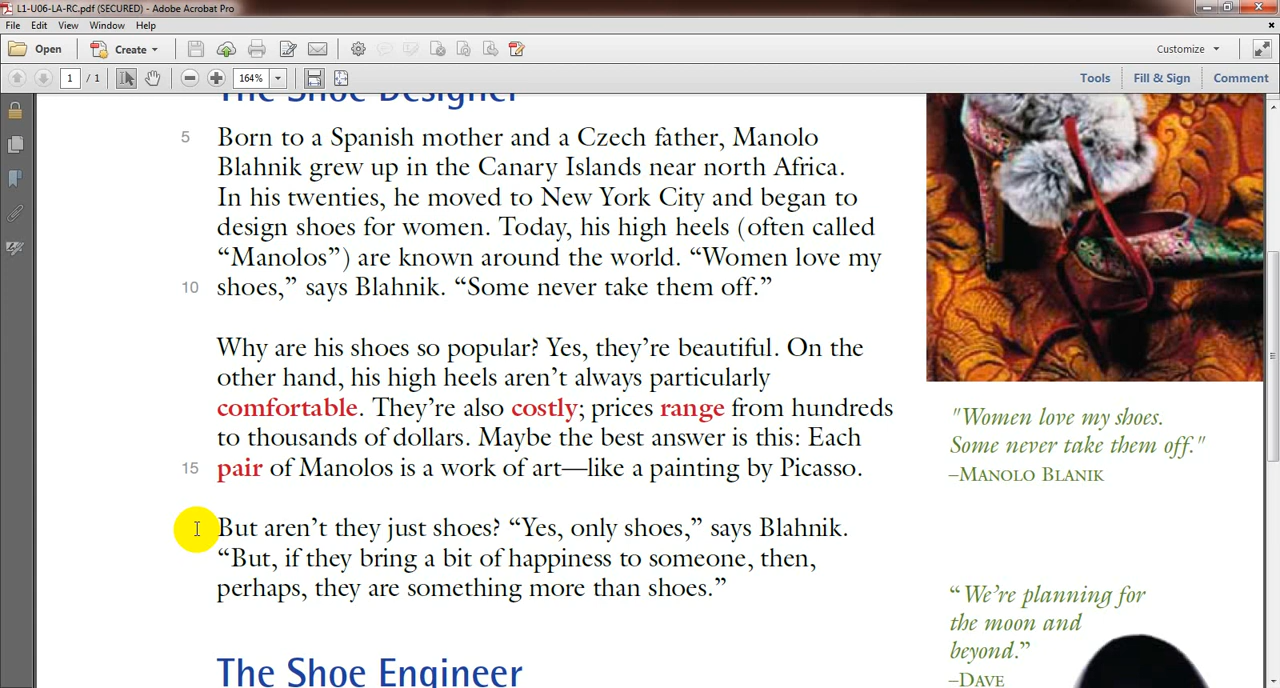 L1-U06-LA-RC.pdf (SECURED) - Adobe Acrobat Pro
File Edit View Window Help
Open Create Customize
1 / 1 164% Tools Fill & Sign Comment
The Shoe Designer
5 Born to a Spanish mother and a Czech father, Manolo
Blahnik grew up in the Canary Islands near north Africa.
In his twenties, he moved to New York City and began to
design shoes for women. Today, his high heels (often called
“Manolos”) are known around the world. “Women love my
10 shoes,” says Blahnik. “Some never take them off.”
Why are his shoes so popular? Yes, they’re beautiful. On the
other hand, his high heels aren’t always particularly
comfortable. They’re also costly; prices range from hundreds
to thousands of dollars. Maybe the best answer is this: Each
15 pair of Manolos is a work of art—like a painting by Picasso.
But aren’t they just shoes? “Yes, only shoes,” says Blahnik.
“But, if they bring a bit of happiness to someone, then,
perhaps, they are something more than shoes.”
The Shoe Engineer
"Women love my shoes.
Some never take them off."
–MANOLO BLANIK
“We’re planning for
the moon and
beyond.”
–DAVE